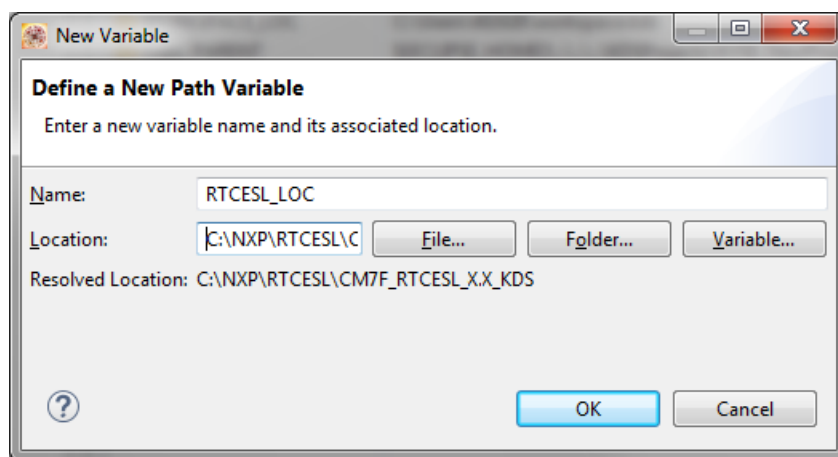 New Variable
Define a New Path Variable
Enter a new variable name and its associated location.
Name: RTCESL_LOC
Location: C:\NXP\RTCESL\C File... Folder... Variable...
Resolved Location: C:\NXP\RTCESL\CM7F_RTCESL_X.X_KDS
? OK Cancel